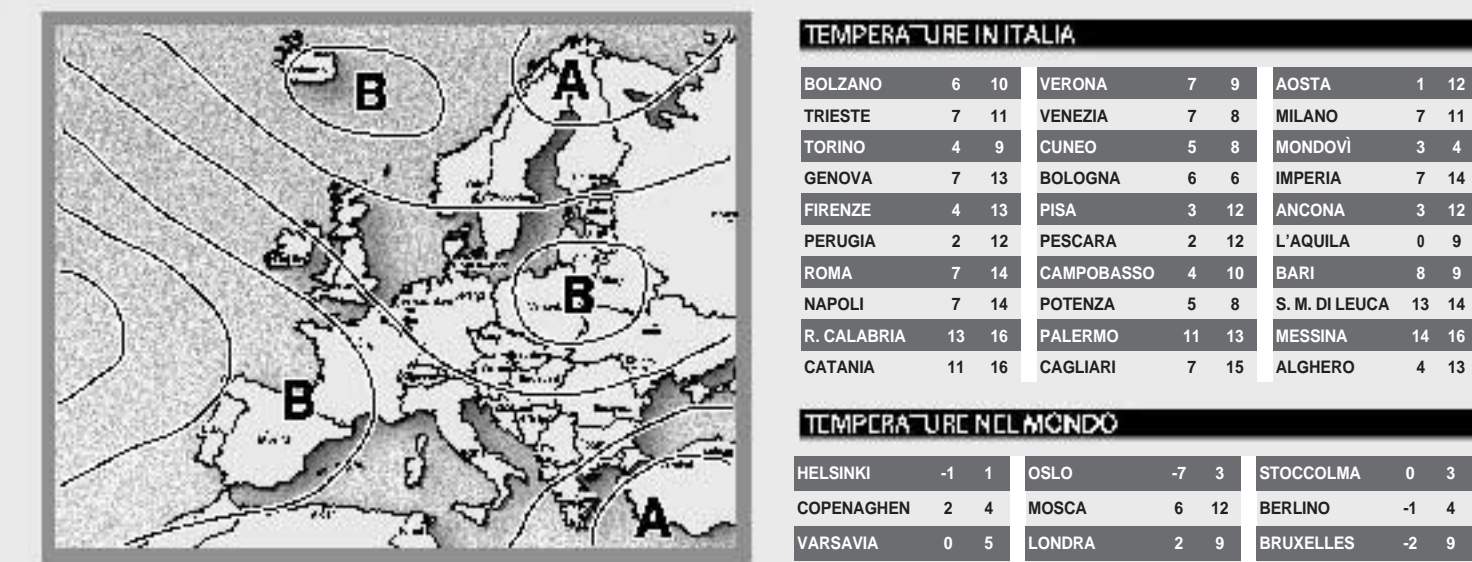 B
A
B
B
A
TEMPERATURE IN ITALIA
BOLZANO 6 10 VERONA 7 9 AOSTA 1 12
TRIESTE 7 11 VENEZIA 7 8 MILANO 7 11
TORINO 4 9 CUNEO 5 8 MONDOVÌ 3 4
GENOVA 7 13 BOLOGNA 6 6 IMPERIA 7 14
FIRENZE 4 13 PISA 3 12 ANCONA 3 12
PERUGIA 2 12 PESCARA 2 12 L'AQUILA 0 9
ROMA 7 14 CAMPOBASSO 4 10 BARI 8 9
NAPOLI 7 14 POTENZA 5 8 S. M. DI LEUCA 13 14
R. CALABRIA 13 16 PALERMO 11 13 MESSINA 14 16
CATANIA 11 16 CAGLIARI 7 15 ALGHERO 4 13
TEMPERATURE NEL MONDO
HELSINKI -1 1 OSLO -7 3 STOCCOLMA 0 3
COPENAGHEN 2 4 MOSCA 6 12 BERLINO -1 4
VARSAVIA 0 5 LONDRA 2 9 BRUXELLES -2 9